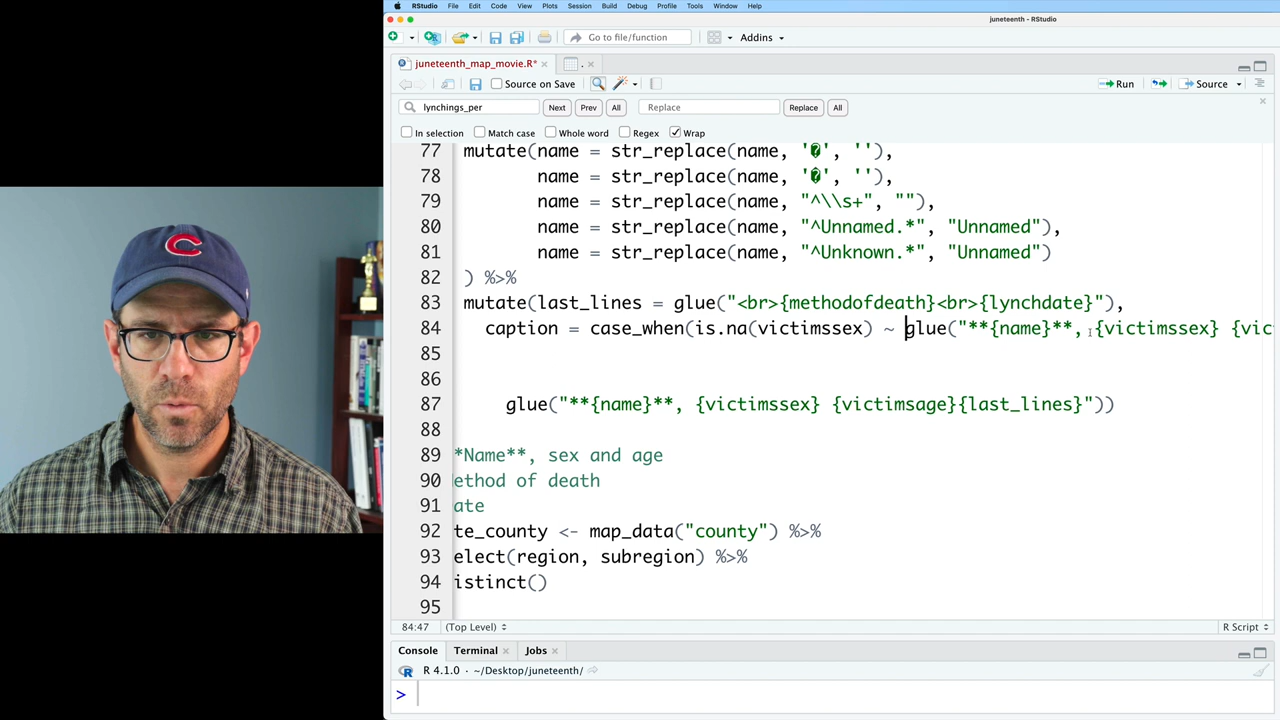 RStudio File Edit Code View Plots Session Build Debug Profile Tools Window Help
juneteenth - RStudio
Go to file/function Addins
juneteenth_map_movie.R* .
Source on Save Run Source
lynchings_per Next Prev All Replace Replace All
In selection Match case Whole word Regex Wrap
77 mutate(name = str_replace(name, '�', ''),
78 name = str_replace(name, '�', ''),
79 name = str_replace(name, "^\\s+", ""),
80 name = str_replace(name, "^Unnamed.*", "Unnamed"),
81 name = str_replace(name, "^Unknown.*", "Unnamed")
82 ) %>%
83 mutate(last_lines = glue("<br>{methodofdeath}<br>{lynchdate}"),
84 caption = case_when(is.na(victimssex) ~ glue("**{name}**, {victimssex} {vic
85
86
87 glue("**{name}**, {victimssex} {victimsage}{last_lines}"))
88
89 *Name**, sex and age
90 ethod of death
91 ate
92 te_county <- map_data("county") %>%
93 elect(region, subregion) %>%
94 istinct()
95
84:47 (Top Level) R Script
Console Terminal Jobs
R 4.1.0 · ~/Desktop/juneteenth/
>